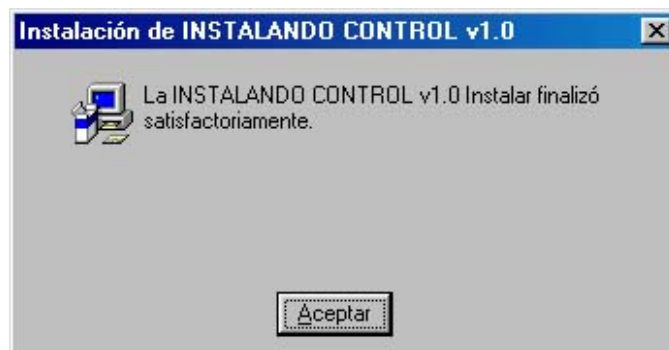 Instalación de INSTALANDO CONTROL v1.0
La INSTALANDO CONTROL v1.0 Instalar finalizó
satisfactoriamente.
Aceptar